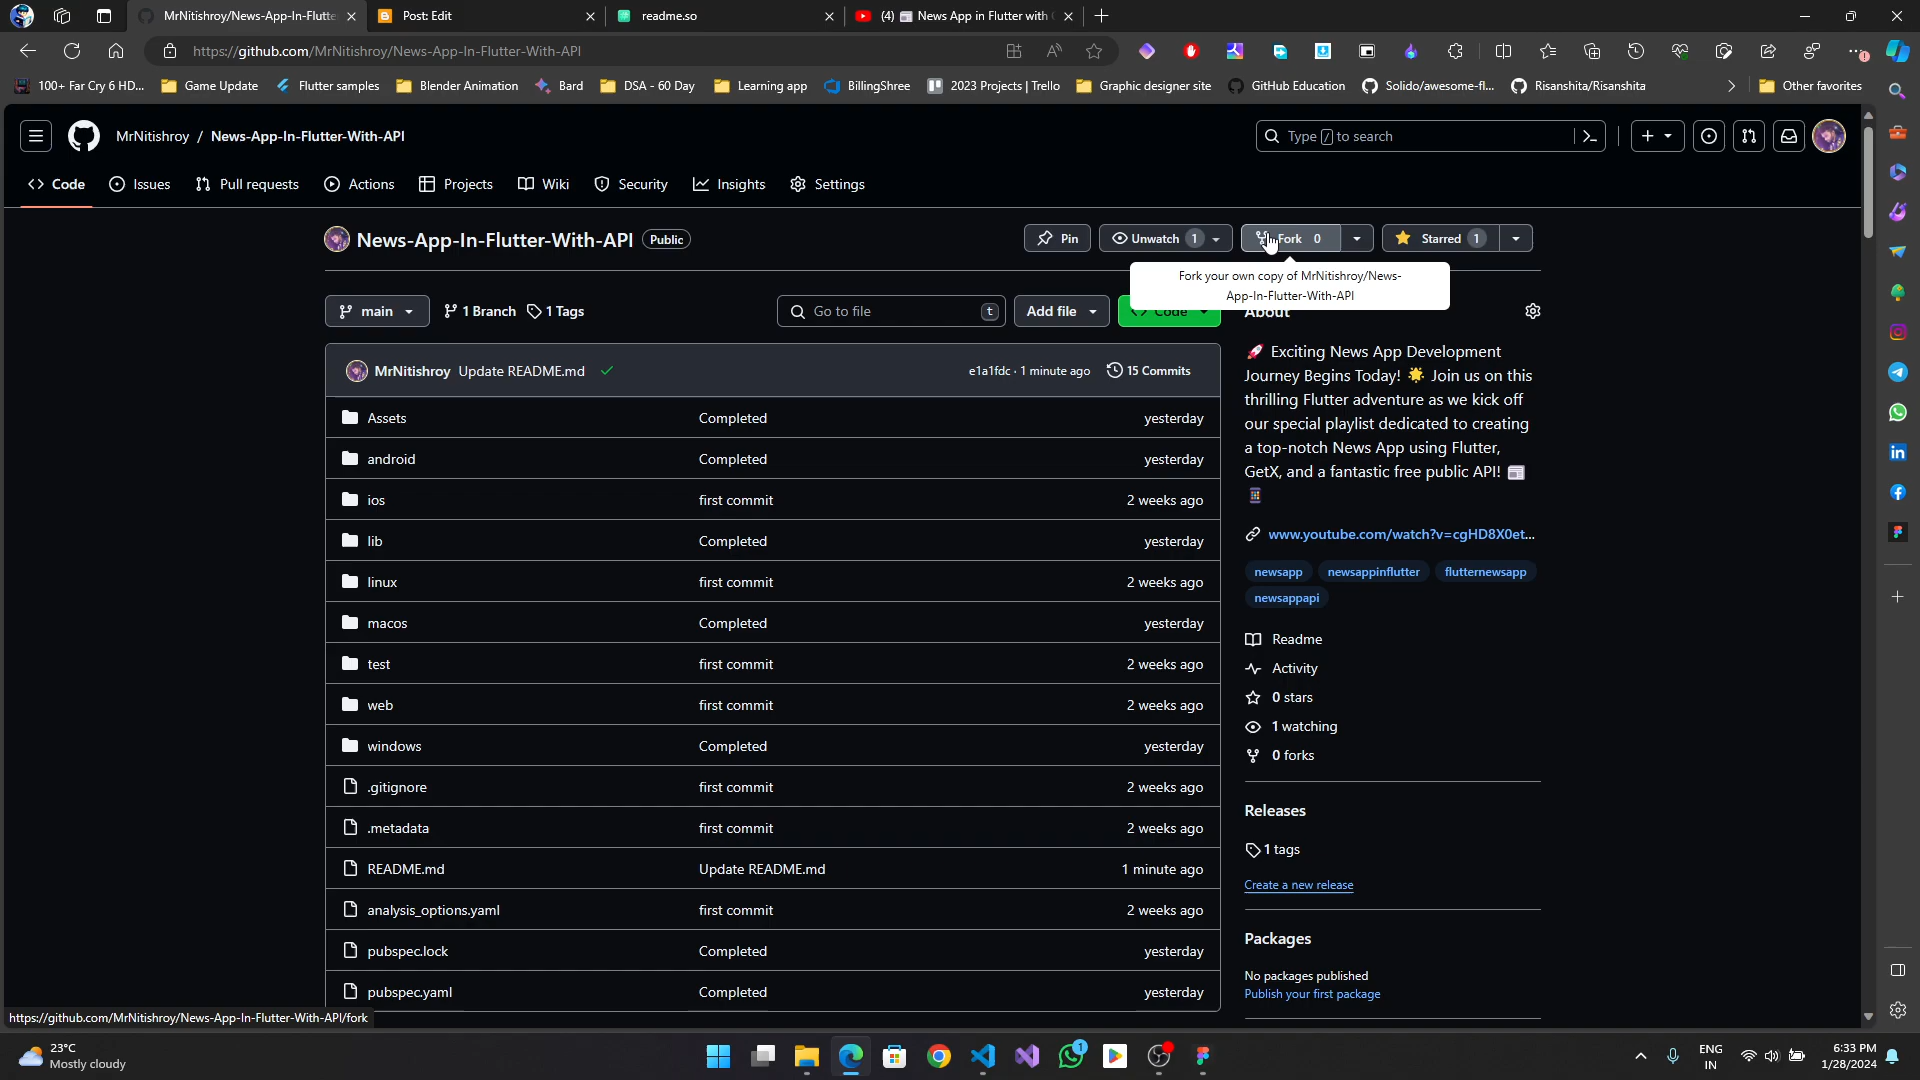 MrNitishroy/News-App-In-Flutte
Post: Edit
readme.so
(4) News App in Flutter with
https://github.com/MrNitishroy/News-App-In-Flutter-With-API
100+ Far Cry 6 HD...
Game Update
Flutter samples
Blender Animation
Bard
DSA - 60 Day
Learning app
BillingShree
2023 Projects | Trello
Graphic designer site
GitHub Education
Solido/awesome-fl...
Risanshita/Risanshita
Other favorites
MrNitishroy / News-App-In-Flutter-With-API
Type / to search
Code
Issues
Pull requests
Actions
Projects
Wiki
Security
Insights
Settings
News-App-In-Flutter-With-API Public
Pin
Unwatch 1
Fork 0
Starred 1
Fork your own copy of MrNitishroy/News-
App-In-Flutter-With-API
main
1 Branch
1 Tags
Go to file t
Add file
Code
About
MrNitishroy Update README.md
e1a1fdc · 1 minute ago
15 Commits
Assets Completed yesterday
android Completed yesterday
ios first commit 2 weeks ago
lib Completed yesterday
linux first commit 2 weeks ago
macos Completed yesterday
test first commit 2 weeks ago
web first commit 2 weeks ago
windows Completed yesterday
.gitignore first commit 2 weeks ago
.metadata first commit 2 weeks ago
README.md Update README.md 1 minute ago
analysis_options.yaml first commit 2 weeks ago
pubspec.lock Completed yesterday
pubspec.yaml Completed yesterday
🚀 Exciting News App Development
Journey Begins Today! 🌟 Join us on this
thrilling Flutter adventure as we kick off
our special playlist dedicated to creating
a top-notch News App using Flutter,
GetX, and a fantastic free public API! 📰
📱
www.youtube.com/watch?v=cgHD8X0et...
newsapp newsappinflutter flutternewsapp
newsappapi
Readme
Activity
0 stars
1 watching
0 forks
Releases
1 tags
Create a new release
Packages
No packages published
Publish your first package
https://github.com/MrNitishroy/News-App-In-Flutter-With-API/fork
23°C
Mostly cloudy
1
ENG
IN
6:33 PM
1/28/2024